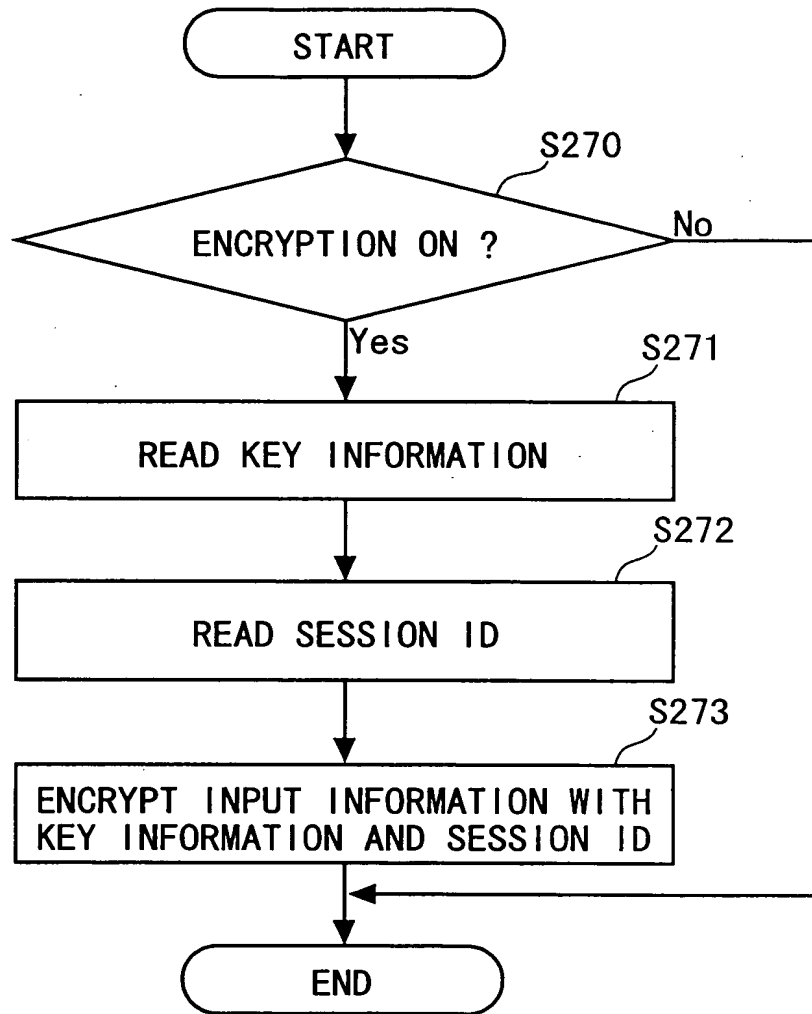 START
S270
ENCRYPTION ON ?
No
Yes
S271
READ KEY INFORMATION
S272
READ SESSION ID
S273
ENCRYPT INPUT INFORMATION WITH
KEY INFORMATION AND SESSION ID
END